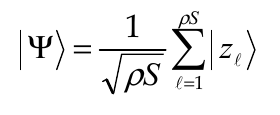 |Ψ⟩ = 1/√(ρS) ∑_{ℓ=1}^{ρS} |z_ℓ⟩